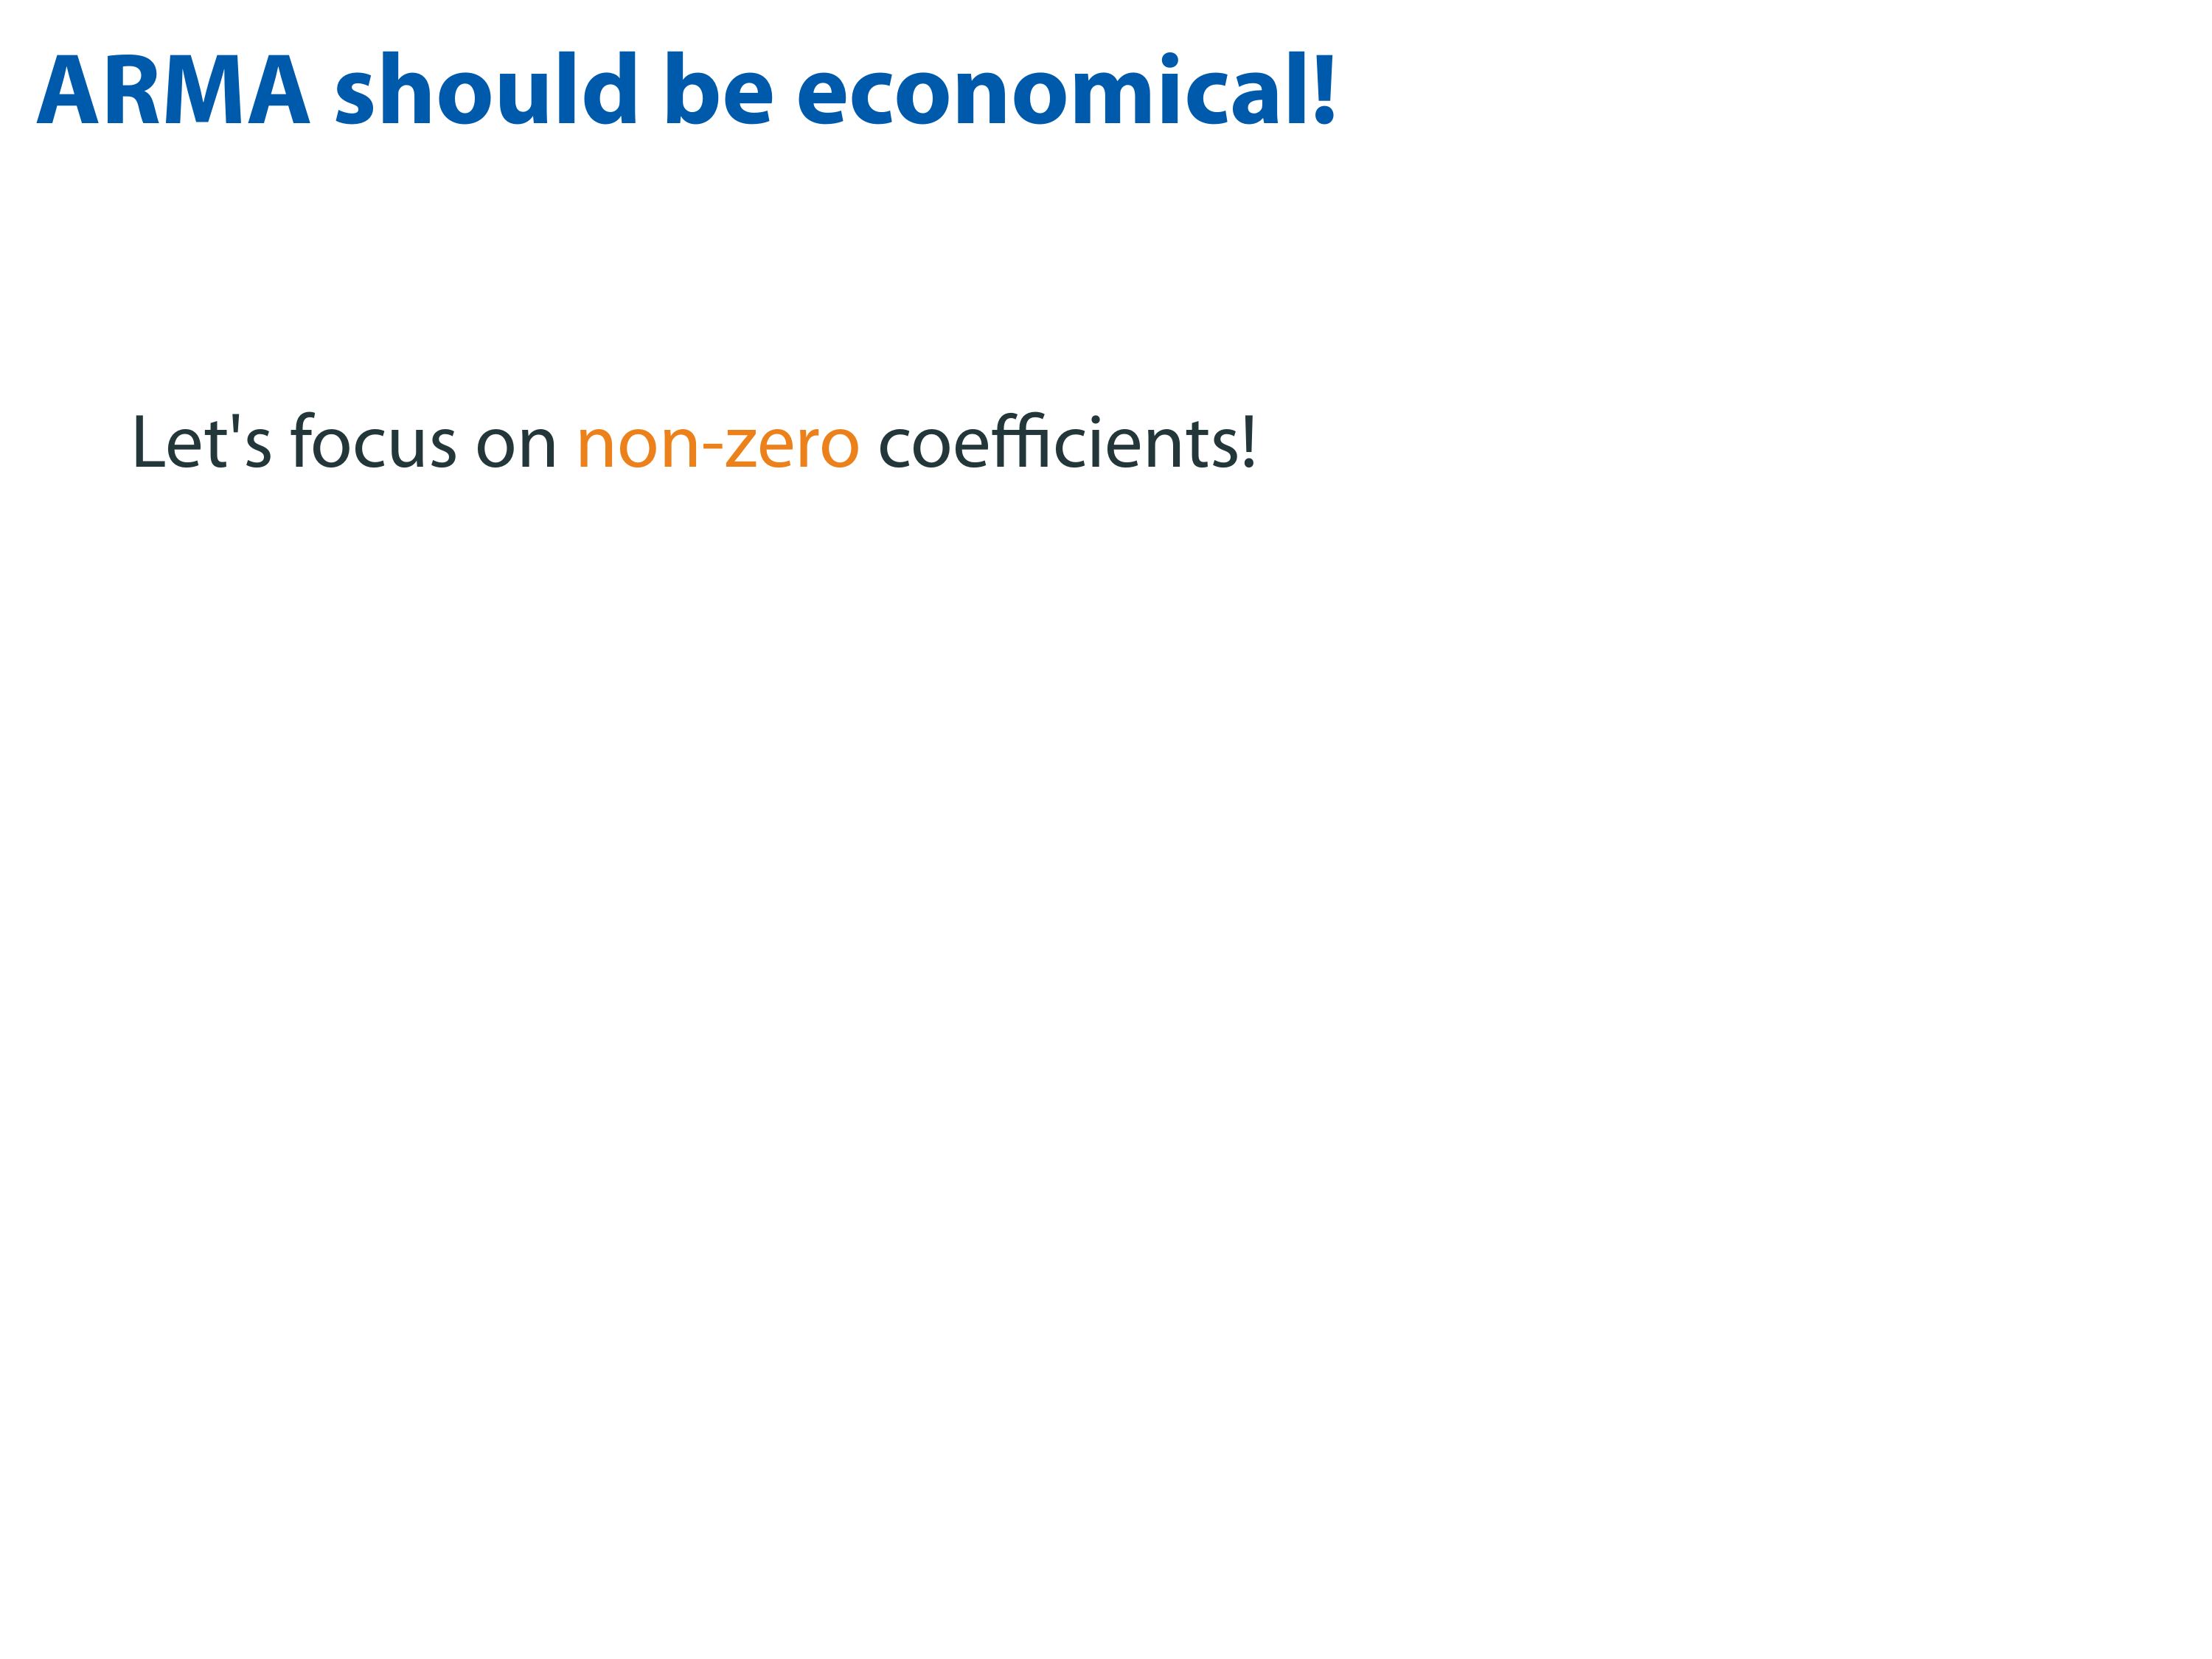 ARMA should be economical!
Let's focus on non-zero coefficients!